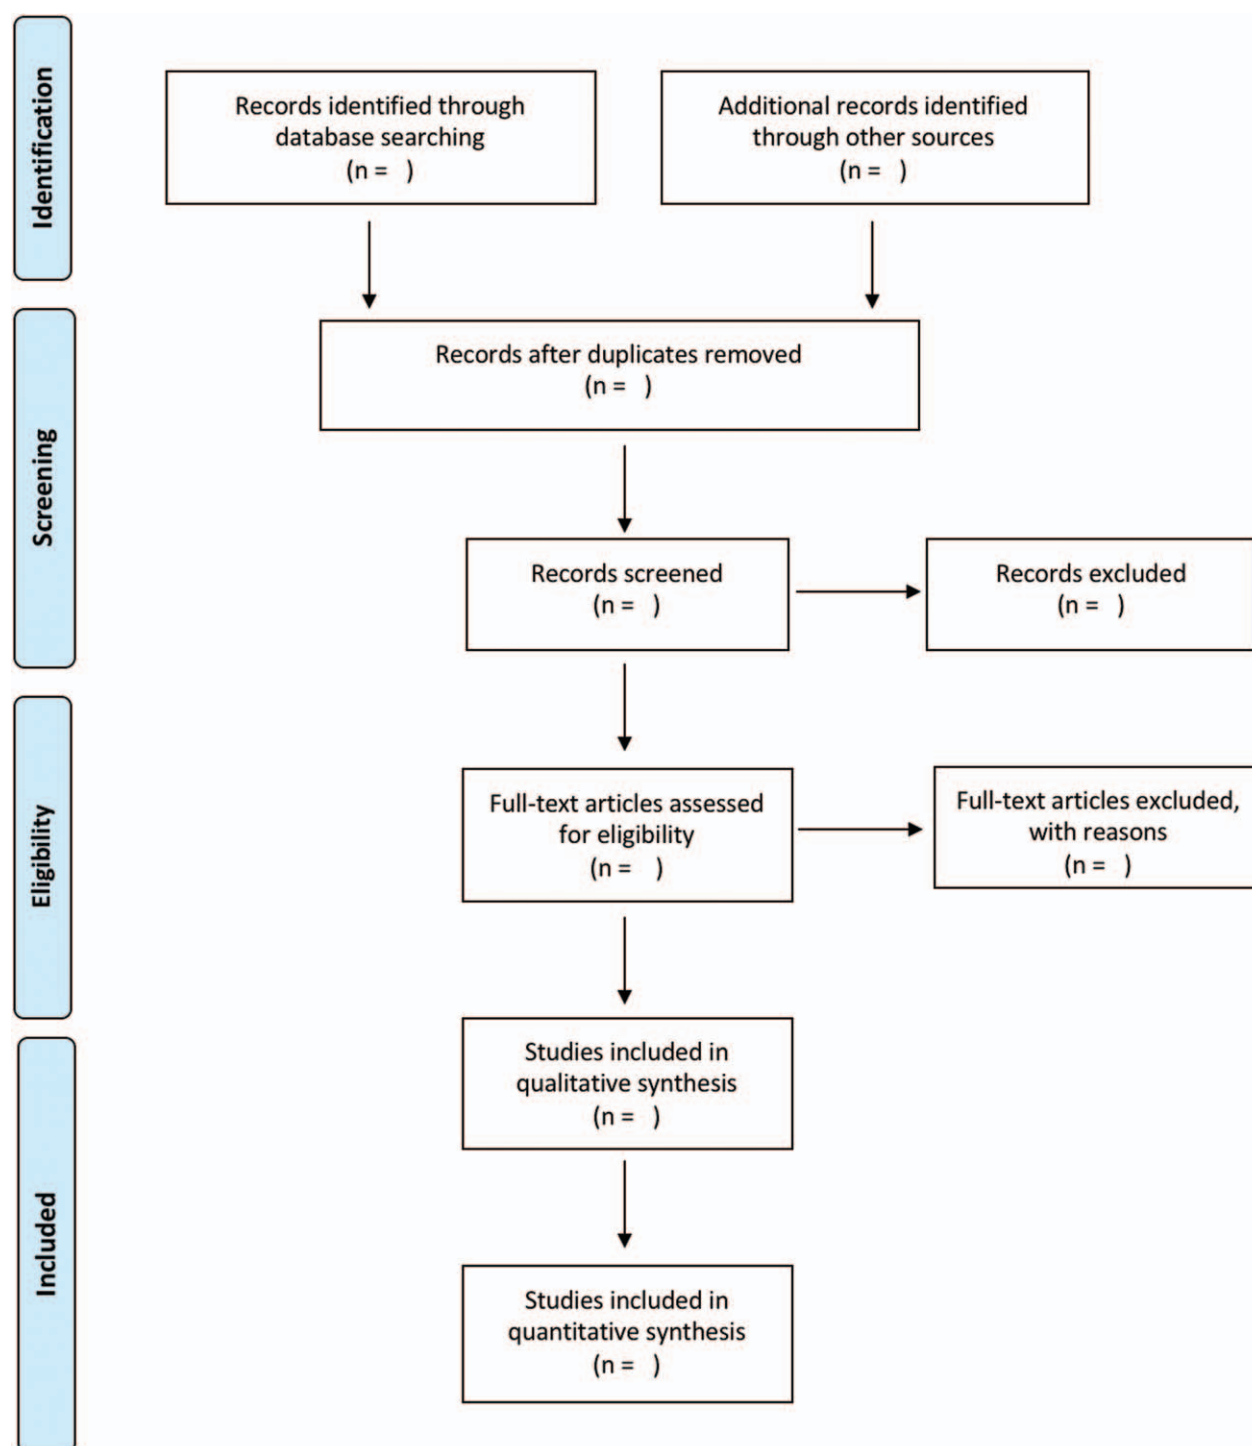 Identification
Records identified through
database searching
(n =   )
Additional records identified
through other sources
(n =   )
Screening
Records after duplicates removed
(n =   )
Records screened
(n =   )
Records excluded
(n =   )
Eligibility
Full-text articles assessed
for eligibility
(n =   )
Full-text articles excluded,
with reasons
(n =   )
Included
Studies included in
qualitative synthesis
(n =   )
Studies included in
quantitative synthesis
(n =   )